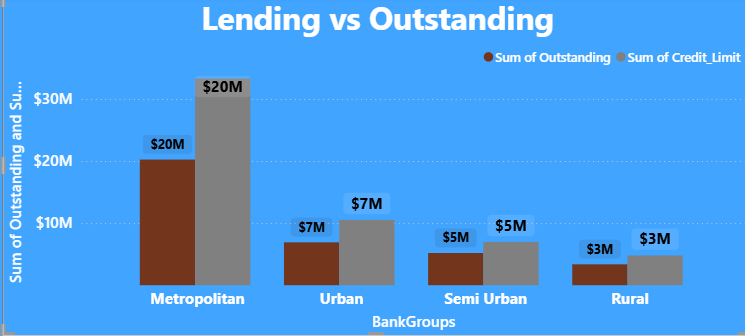 Lending vs Outstanding
Sum of Outstanding Sum of Credit_Limit
Sum of Outstanding and Su...
$30M
$20M
$10M
$20M
$20M
$7M
$7M
$5M
$5M
$3M
$3M
Metropolitan Urban Semi Urban Rural
BankGroups